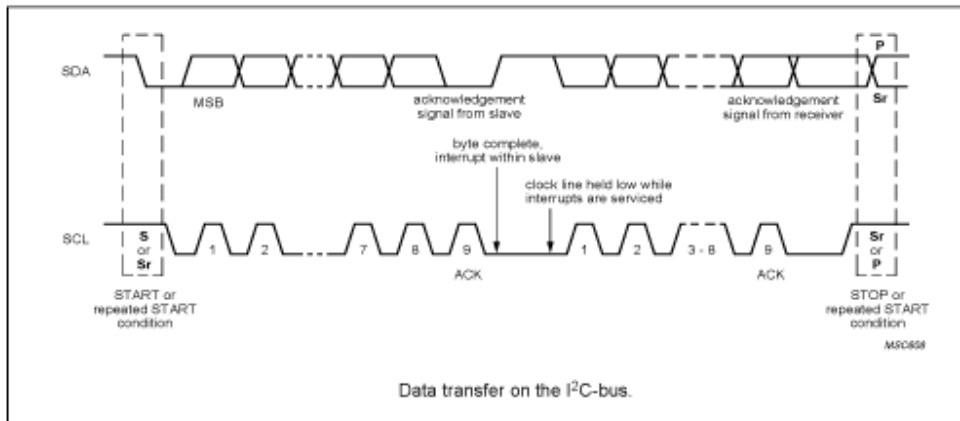 P
SDA
MSB
acknowledgement
signal from slave
acknowledgement
signal from receiver
Sr
byte complete,
interrupt within slave
clock line held low while
interrupts are serviced
SCL
S
or
Sr
1
2
7
8
9
1
2
3 - 8
9
Sr
or
P
ACK
ACK
START or
repeated START
condition
STOP or
repeated START
condition
MSC608
Data transfer on the I²C-bus.